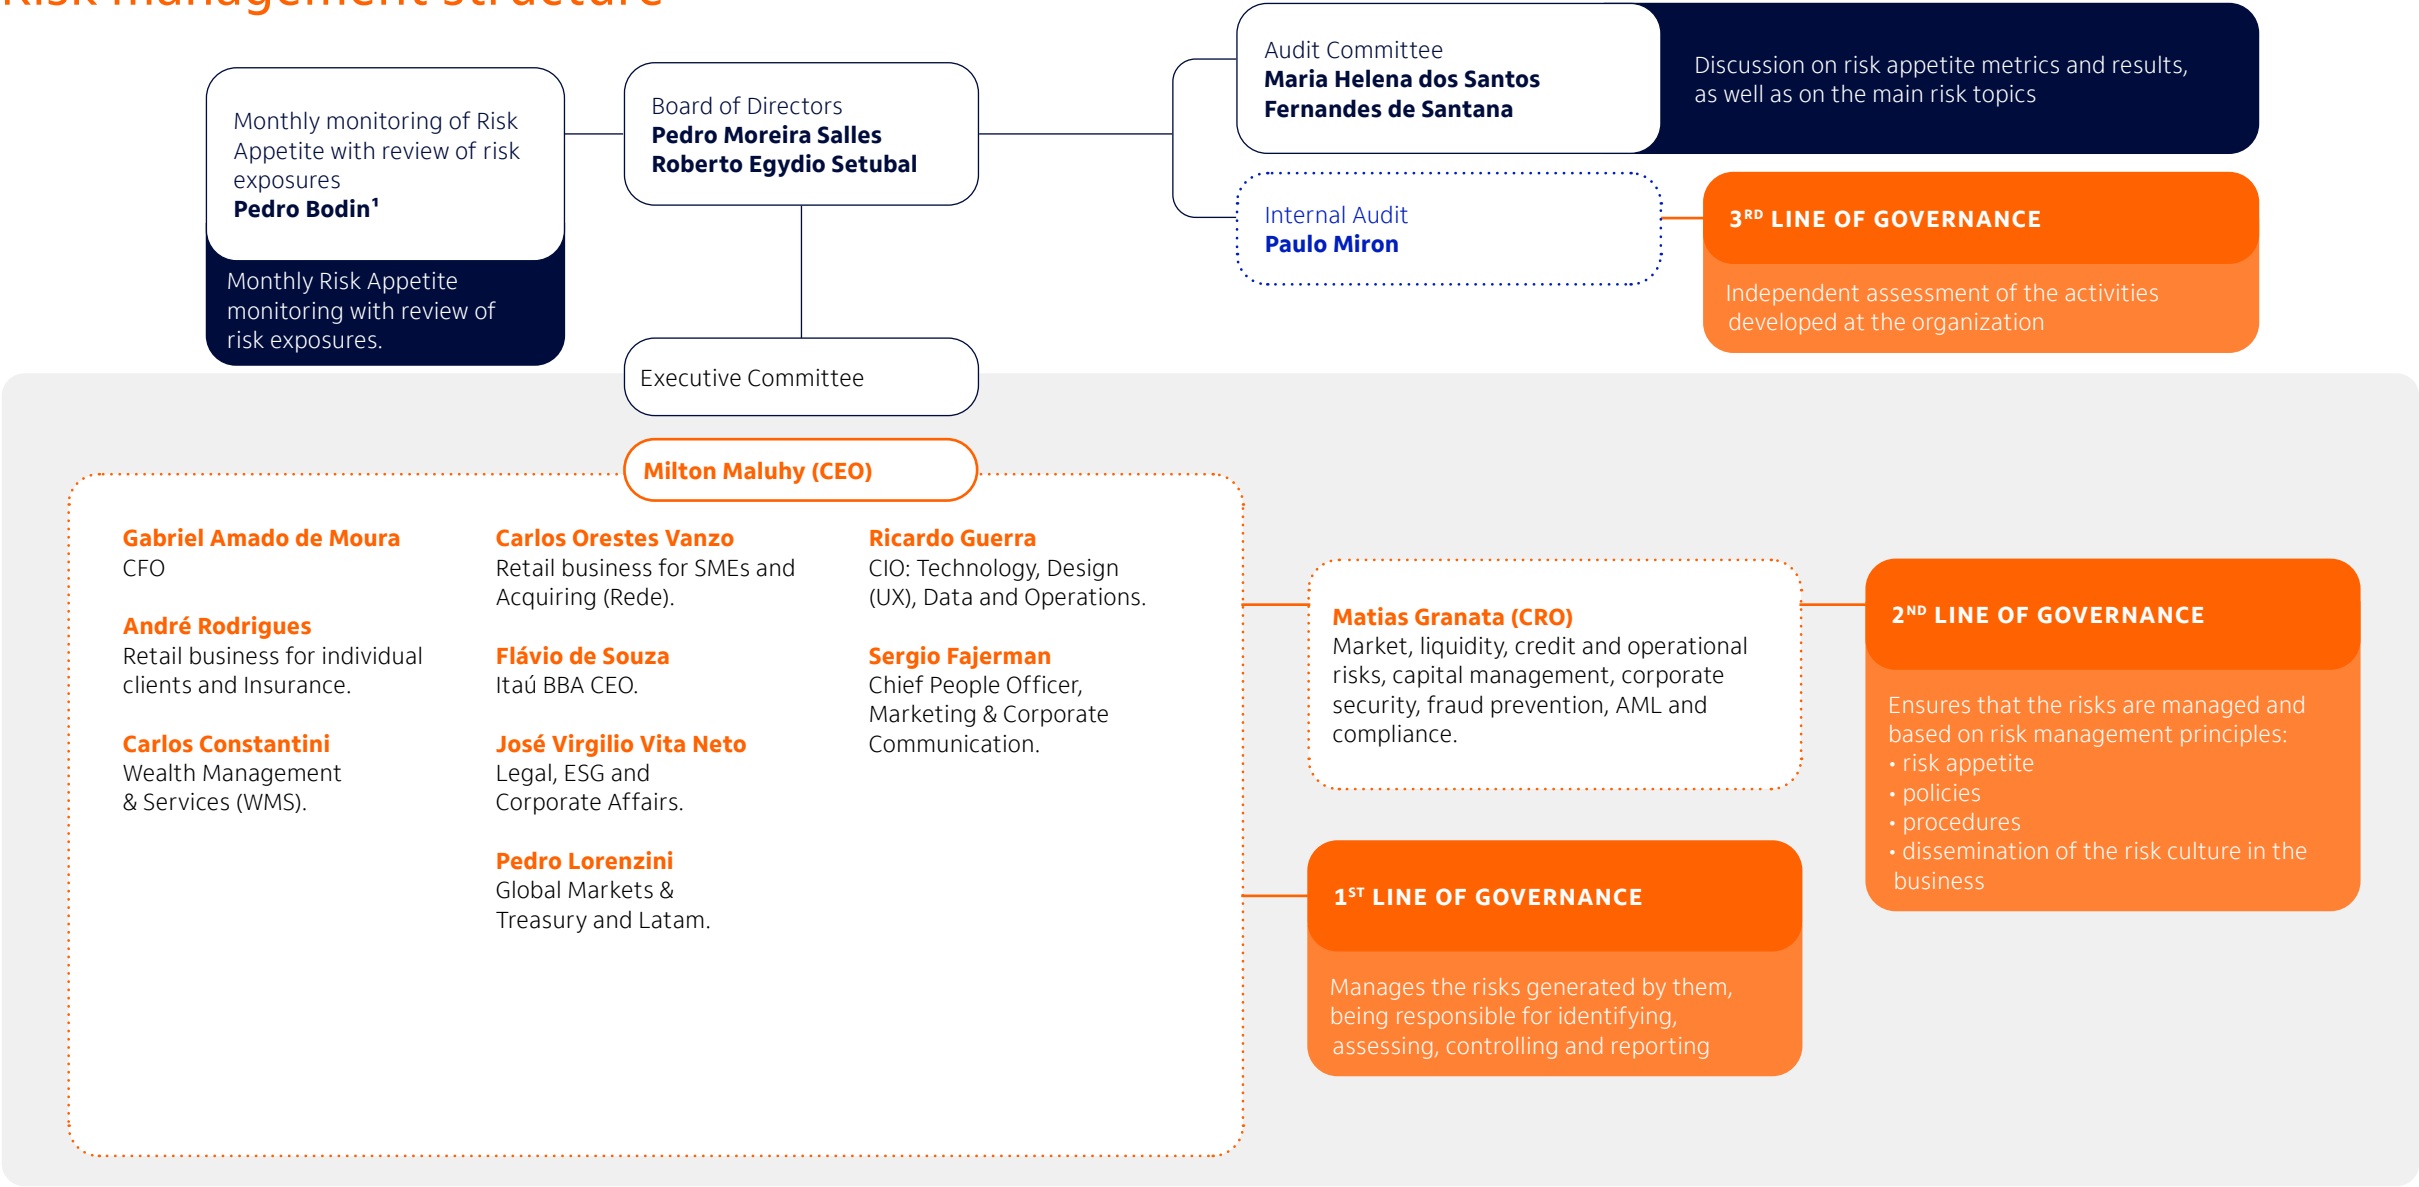 Risk management structure
Monthly monitoring of Risk
Appetite with review of risk
exposures
Pedro Bodin¹
Monthly Risk Appetite
monitoring with review of
risk exposures.
Board of Directors
Pedro Moreira Salles
Roberto Egydio Setubal
Audit Committee
Maria Helena dos Santos
Fernandes de Santana
Discussion on risk appetite metrics and results,
as well as on the main risk topics
Internal Audit
Paulo Miron
3RD LINE OF GOVERNANCE
Independent assessment of the activities
developed at the organization
Executive Committee
Milton Maluhy (CEO)
Gabriel Amado de Moura
CFO
André Rodrigues
Retail business for individual
clients and Insurance.
Carlos Constantini
Wealth Management
& Services (WMS).
Carlos Orestes Vanzo
Retail business for SMEs and
Acquiring (Rede).
Flávio de Souza
Itaú BBA CEO.
José Virgilio Vita Neto
Legal, ESG and
Corporate Affairs.
Pedro Lorenzini
Global Markets &
Treasury and Latam.
Ricardo Guerra
CIO: Technology, Design
(UX), Data and Operations.
Sergio Fajerman
Chief People Officer,
Marketing & Corporate
Communication.
Matias Granata (CRO)
Market, liquidity, credit and operational
risks, capital management, corporate
security, fraud prevention, AML and
compliance.
2ND LINE OF GOVERNANCE
Ensures that the risks are managed and
based on risk management principles:
• risk appetite
• policies
• procedures
• dissemination of the risk culture in the
business
1ST LINE OF GOVERNANCE
Manages the risks generated by them,
being responsible for identifying,
assessing, controlling and reporting